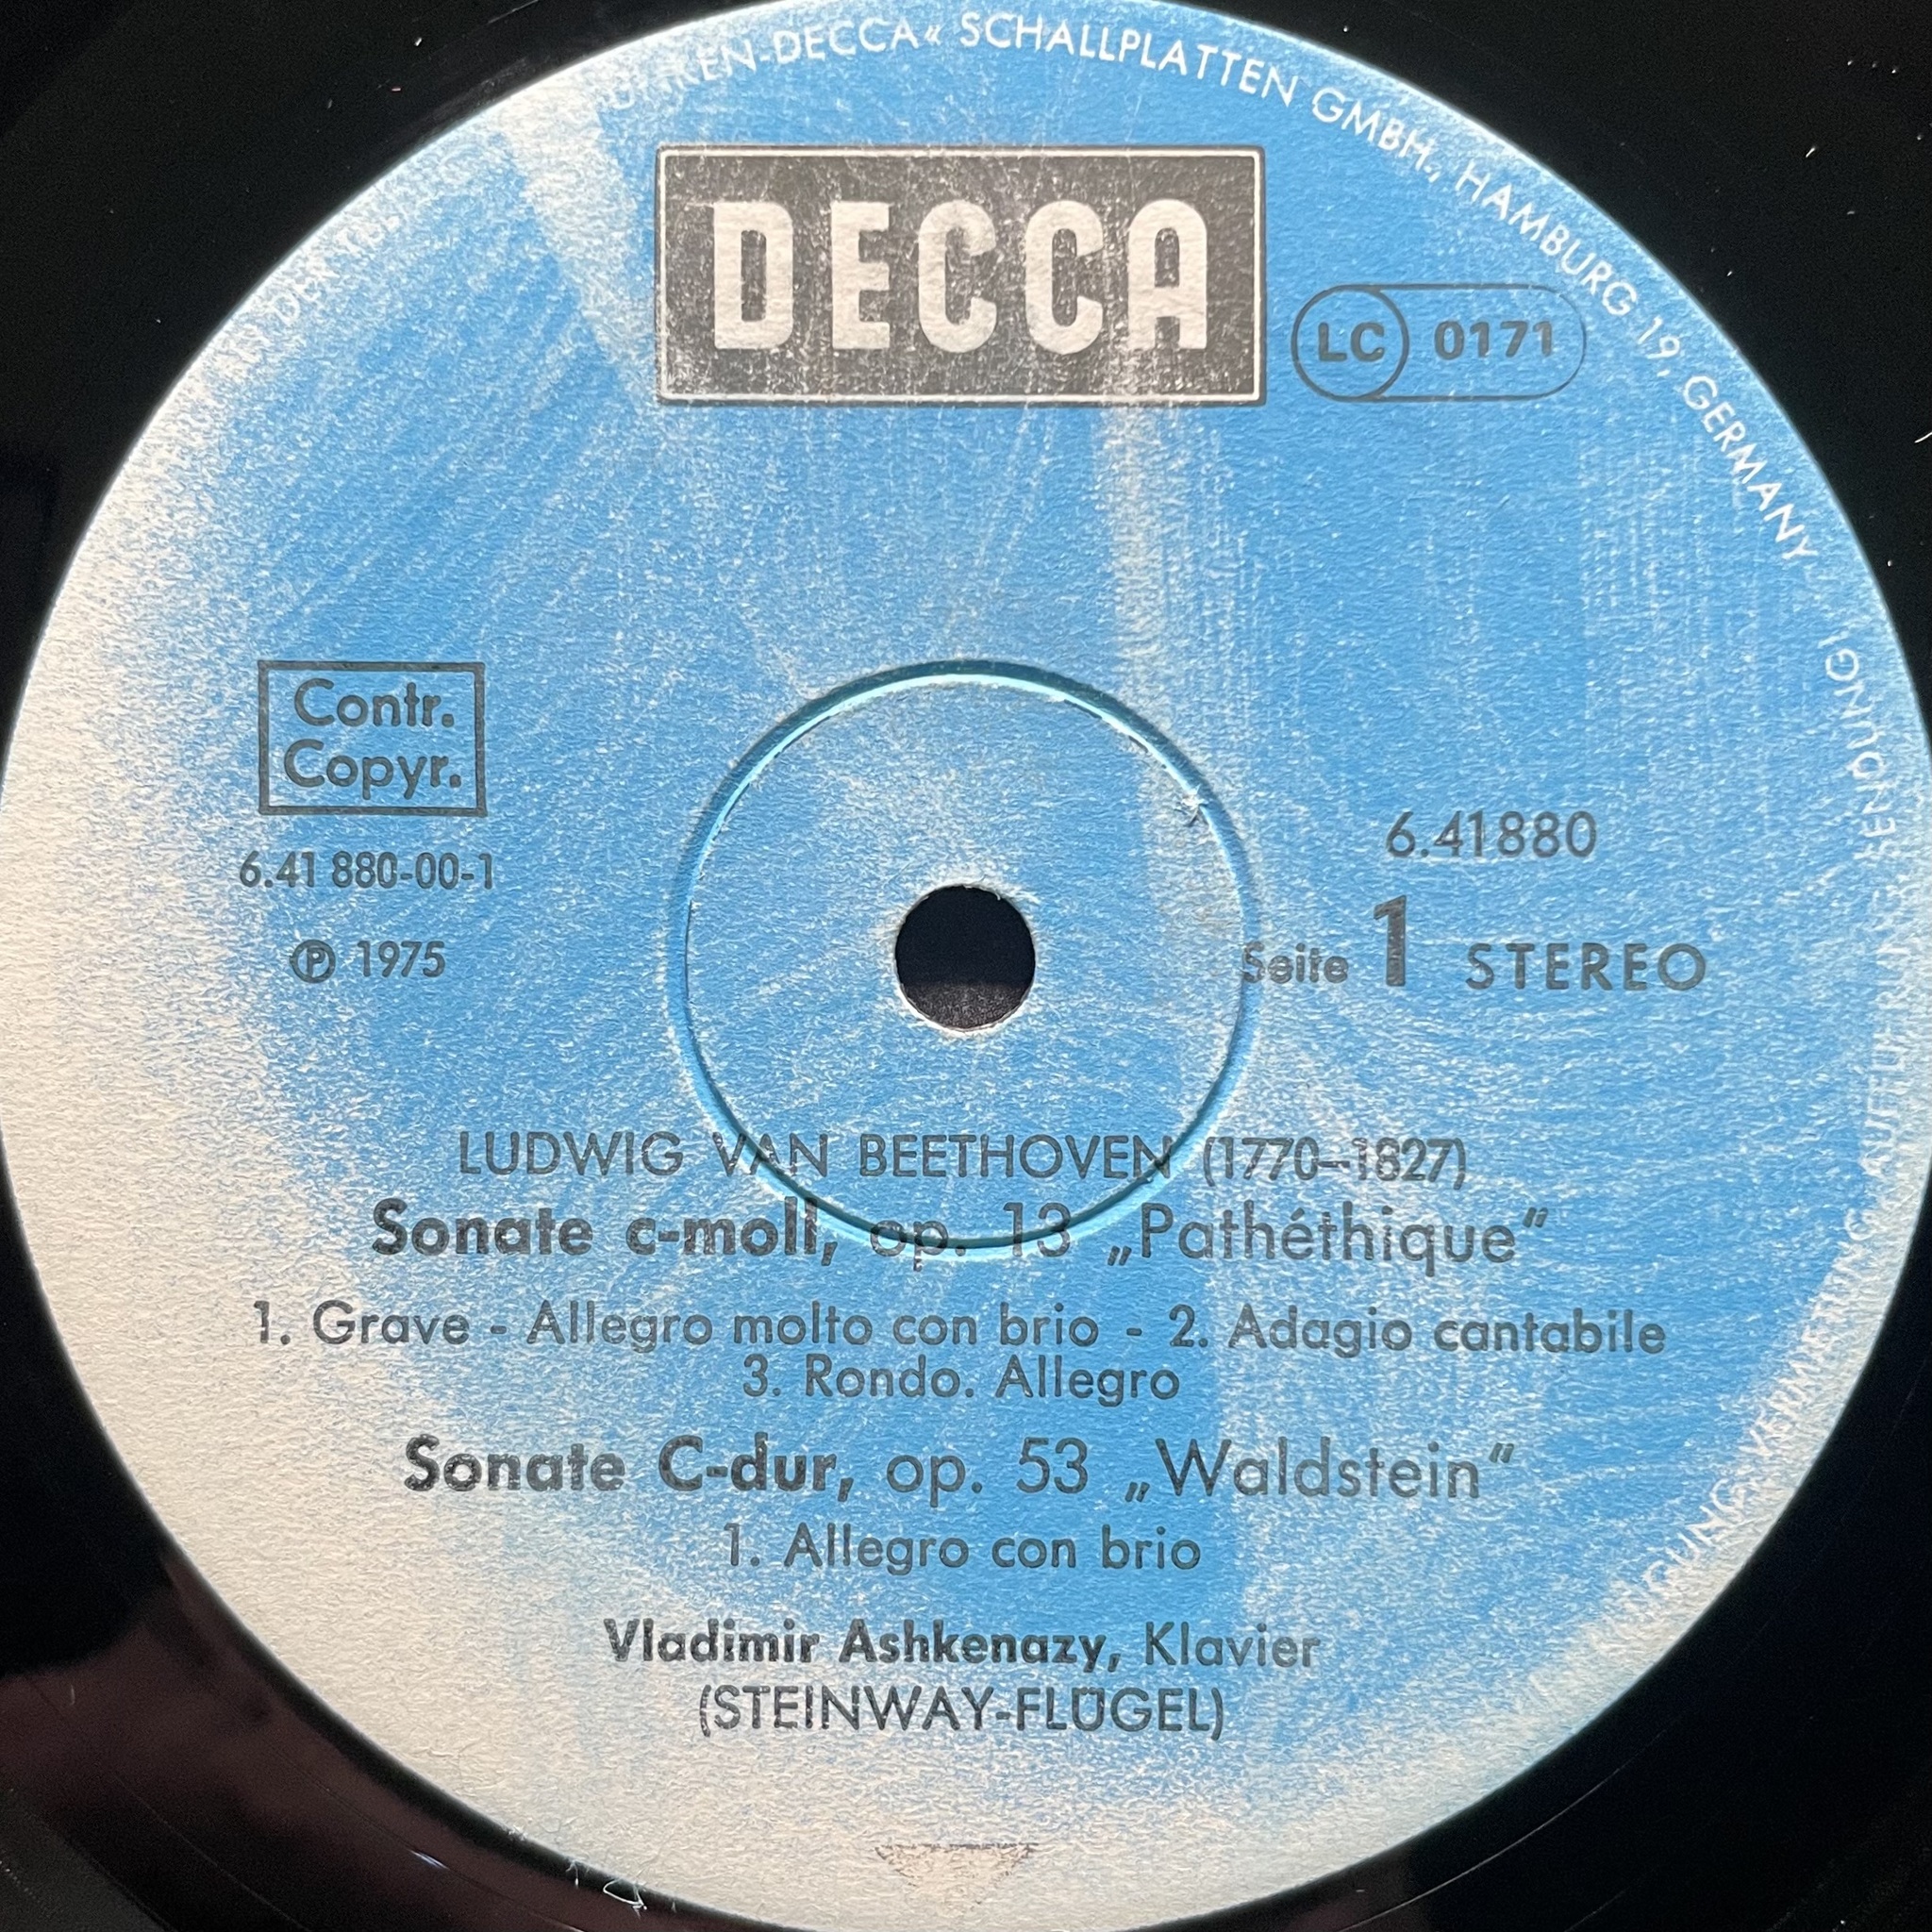 DECCA« SCHALLPLATTEN GMBH., HAMBURG 19, GERMANY
DECCA
LC 0171
Contr.
Copyr.
6.41 880-00-1
℗ 1975
6.41880
Seite 1 STEREO
LUDWIG VAN BEETHOVEN (1770–1827)
Sonate c-moll, op. 13 „Pathéthique“
1. Grave - Allegro molto con brio - 2. Adagio cantabile
3. Rondo. Allegro
Sonate C-dur, op. 53 „Waldstein“
1. Allegro con brio
Vladimir Ashkenazy, Klavier
(STEINWAY-FLÜGEL)